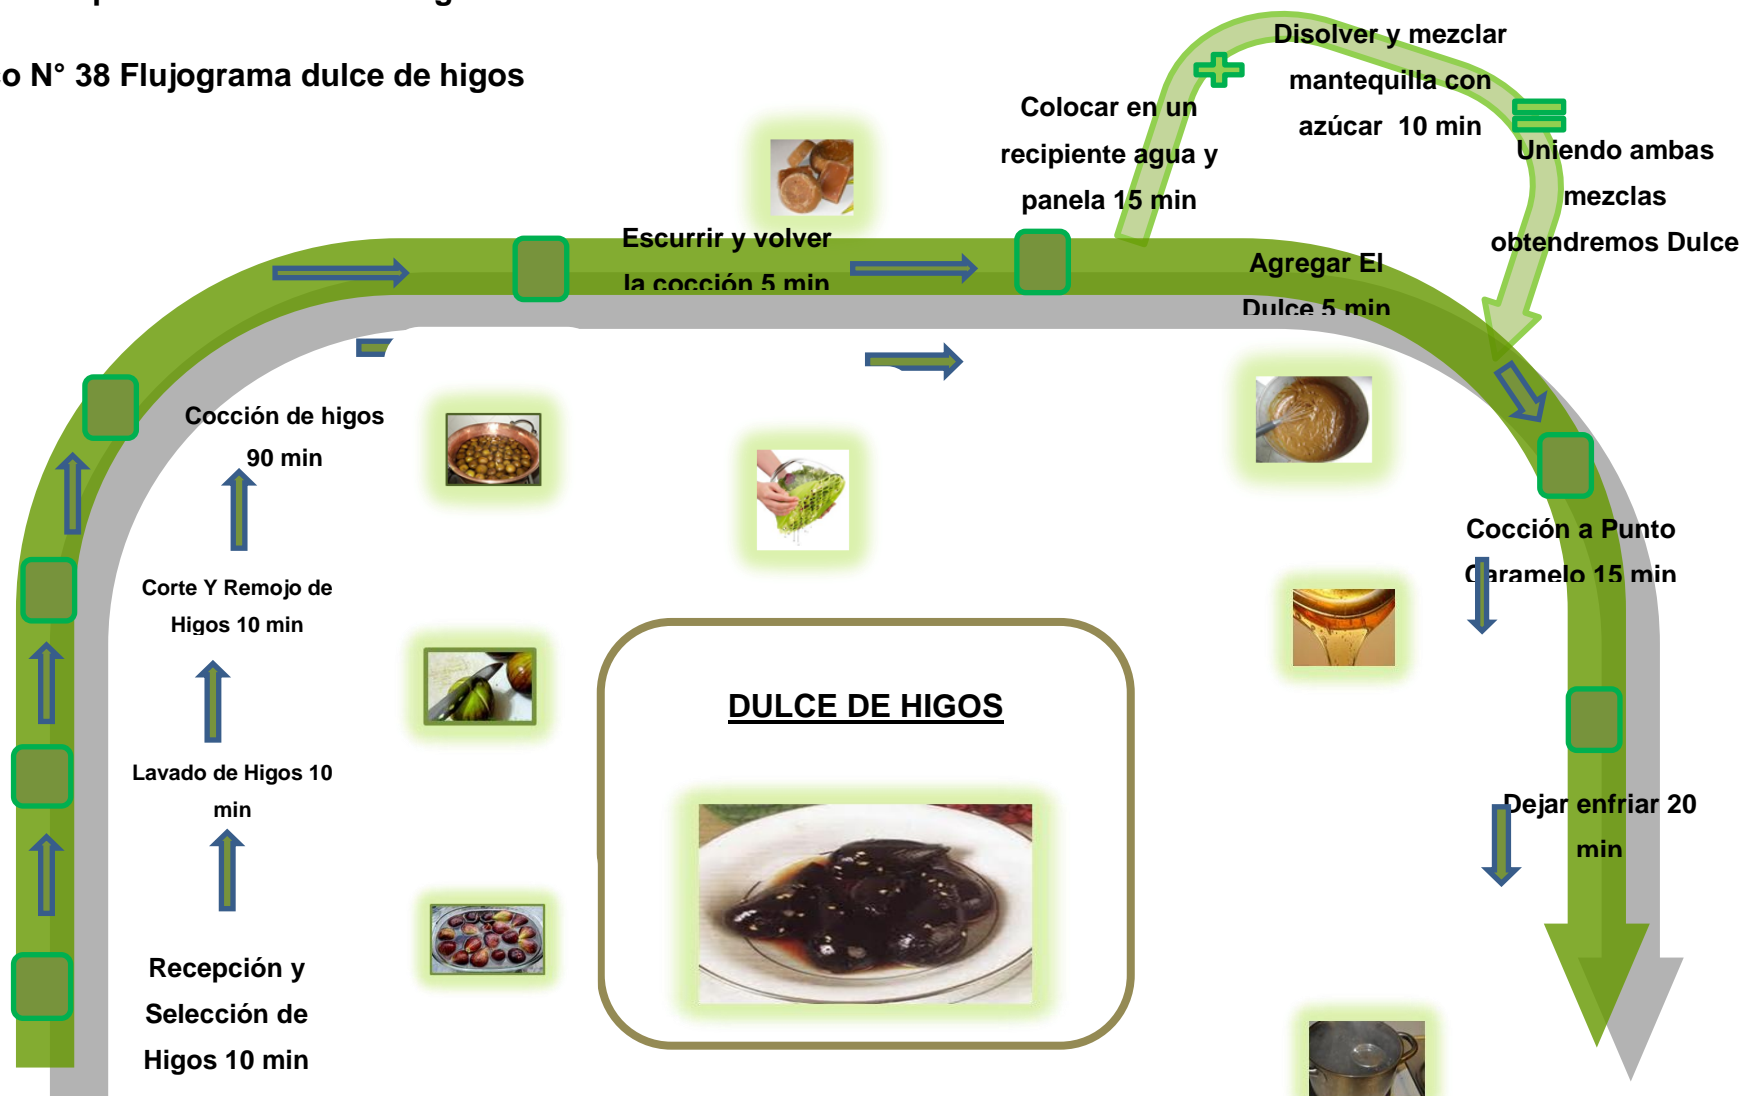 N° 38 Flujograma dulce de higos
Disolver y mezclar
mantequilla con
azúcar 10 min
Colocar en un
recipiente agua y
panela 15 min
Uniendo ambas
mezclas
obtendremos Dulce
Escurrir y volver
la cocción 5 min
Agregar El
Dulce 5 min
Cocción de higos
90 min
Cocción a Punto
Caramelo 15 min
Corte Y Remojo de
Higos 10 min
Lavado de Higos 10
min
Dejar enfriar 20
min
Recepción y
Selección de
Higos 10 min
DULCE DE HIGOS